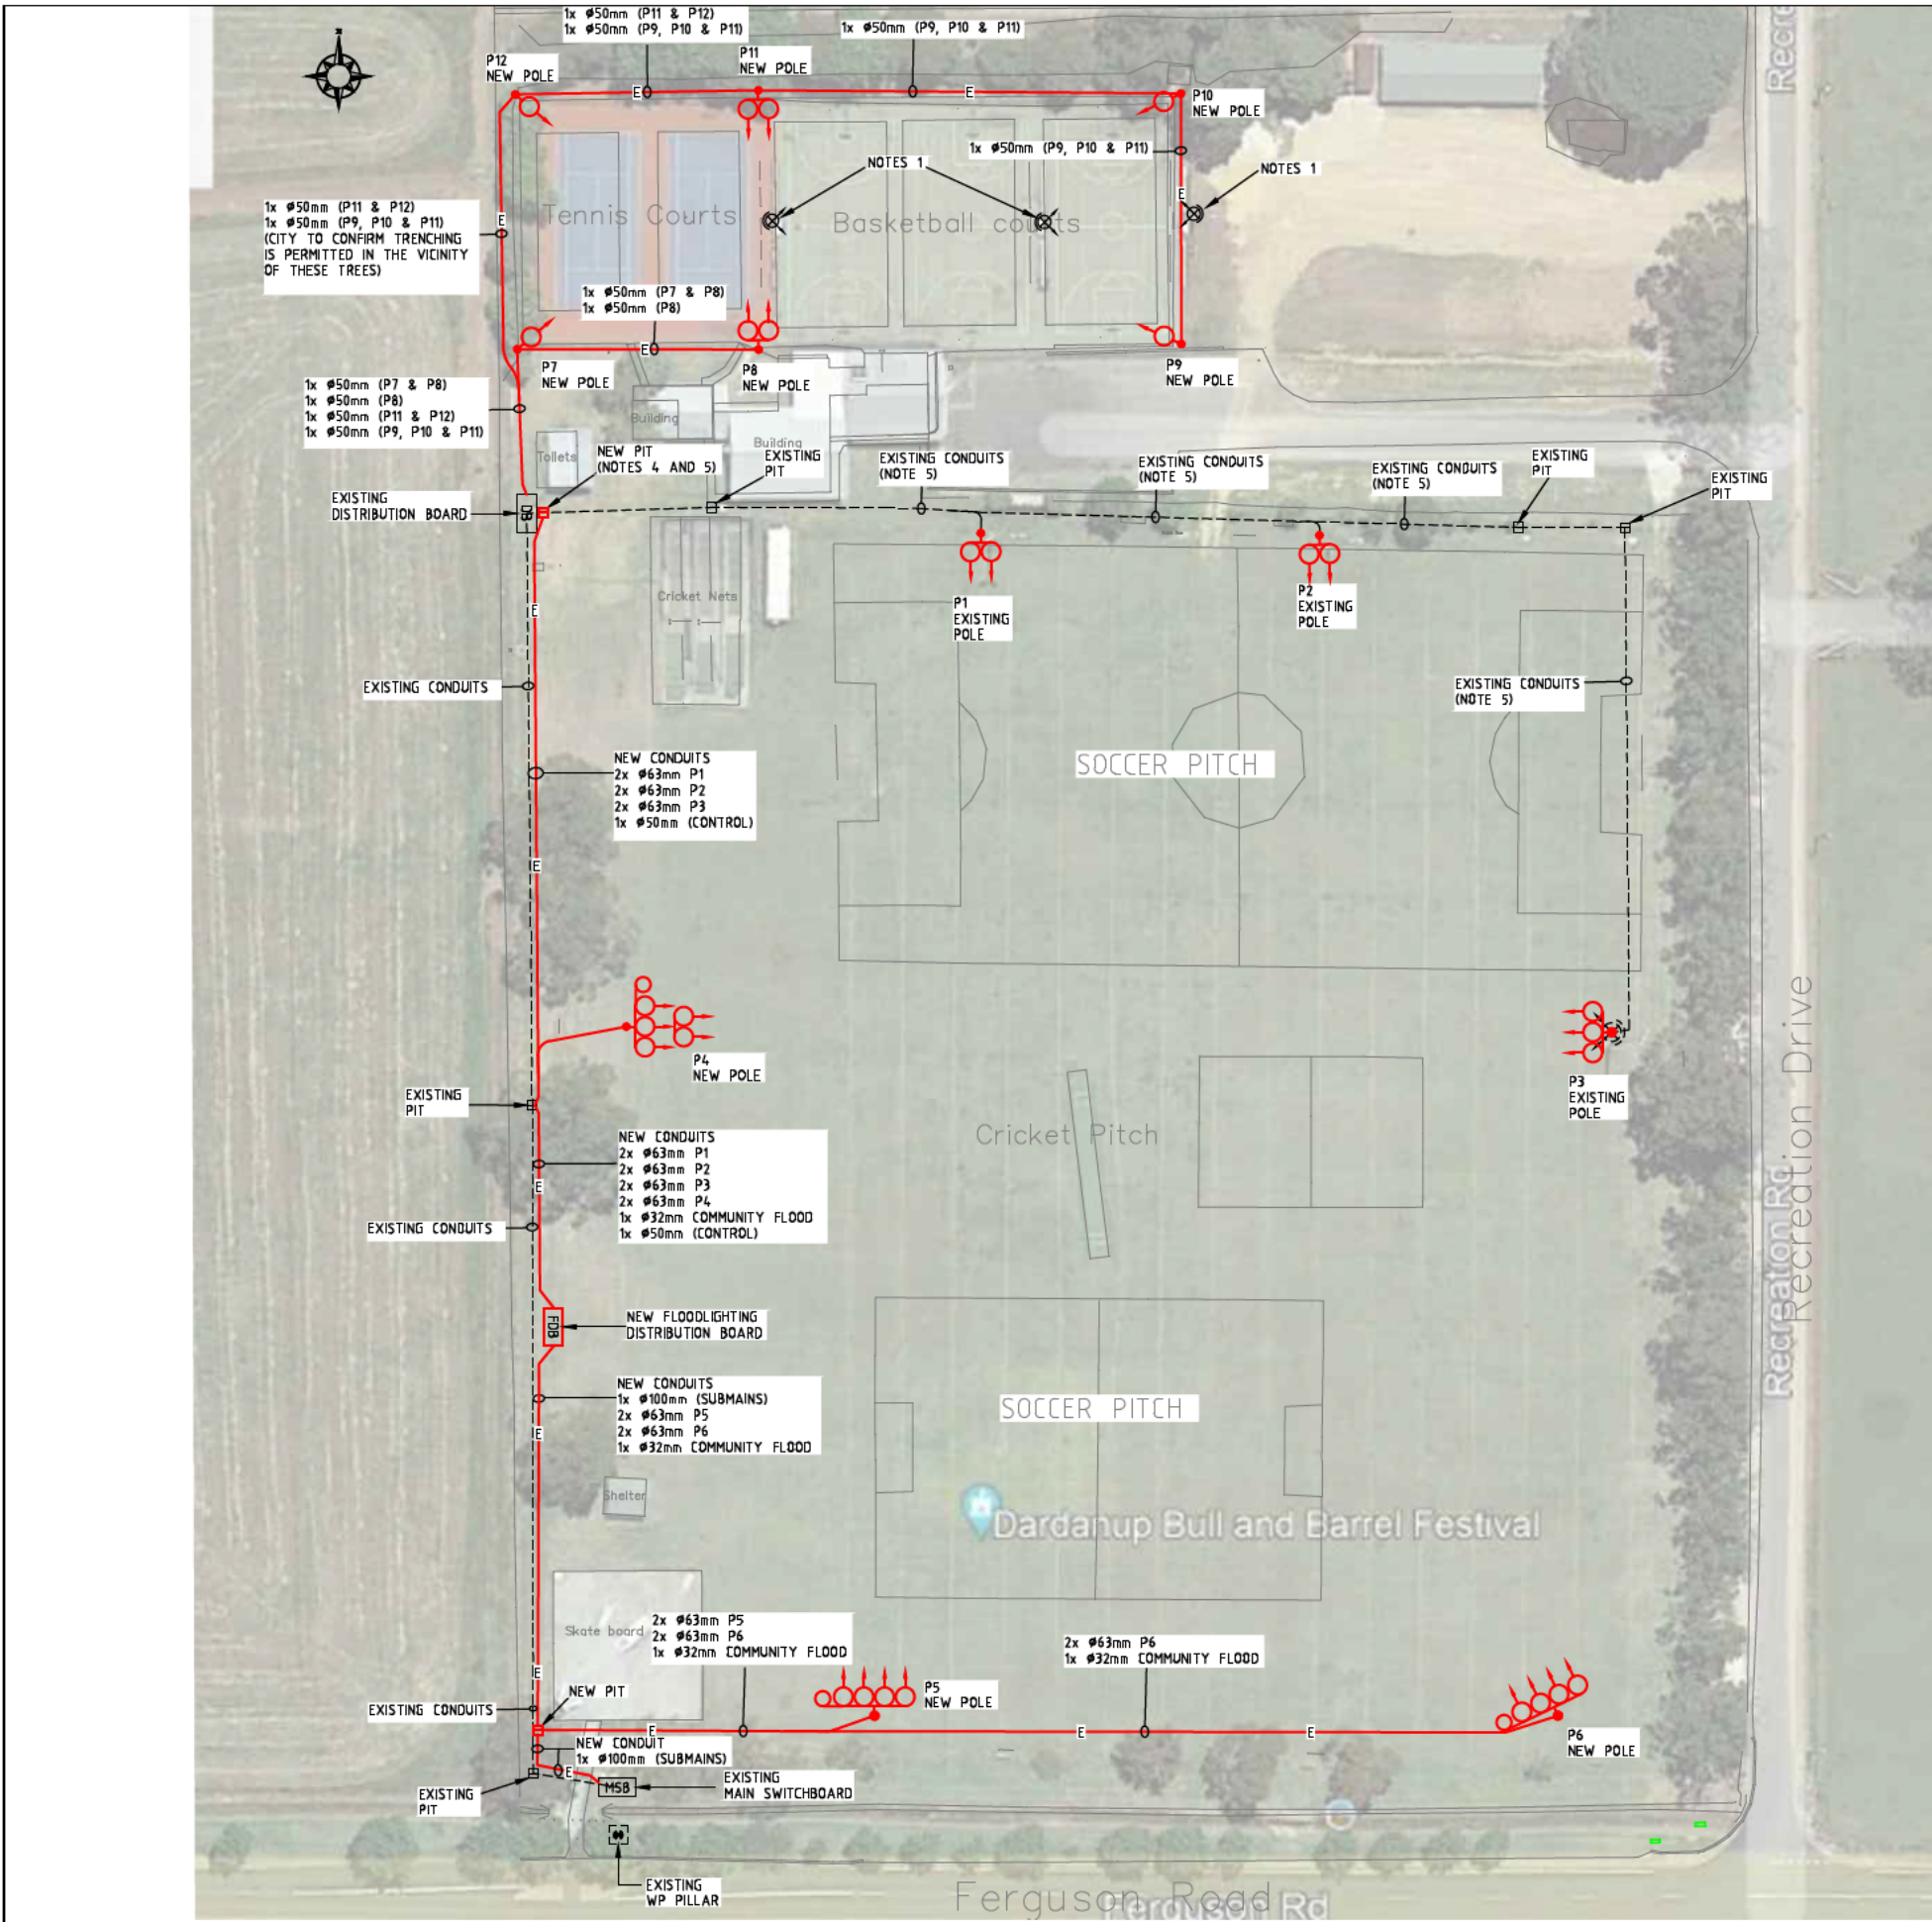 1x ø50mm (P11 & P12)
1x ø50mm (P9, P10 & P11)
1x ø50mm (P9, P10 & P11)
P12
NEW POLE
P11
NEW POLE
E
E
P10
NEW POLE
1x ø50mm (P9, P10 & P11)
NOTES 1
NOTES 1
E
E
1x ø50mm (P11 & P12)
1x ø50mm (P9, P10 & P11)
(CITY TO CONFIRM TRENCHING
IS PERMITTED IN THE VICINITY
OF THESE TREES)
Tennis Courts
Basketball courts
1x ø50mm (P7 & P8)
1x ø50mm (P8)
E
P7
NEW POLE
P8
NEW POLE
P9
NEW POLE
1x ø50mm (P7 & P8)
1x ø50mm (P8)
1x ø50mm (P11 & P12)
1x ø50mm (P9, P10 & P11)
Building
Building
Toilets
NEW PIT
(NOTES 4 AND 5)
EXISTING
PIT
EXISTING CONDUITS
(NOTE 5)
EXISTING CONDUITS
(NOTE 5)
EXISTING CONDUITS
(NOTE 5)
EXISTING
PIT
EXISTING
PIT
EXISTING
DISTRIBUTION BOARD
DB
E
Cricket Nets
P1
EXISTING
POLE
P2
EXISTING
POLE
EXISTING CONDUITS
EXISTING CONDUITS
(NOTE 5)
NEW CONDUITS
2x ø63mm P1
2x ø63mm P2
2x ø63mm P3
1x ø50mm (CONTROL)
SOCCER PITCH
E
P4
NEW POLE
P3
EXISTING
POLE
EXISTING
PIT
Cricket Pitch
NEW CONDUITS
2x ø63mm P1
2x ø63mm P2
2x ø63mm P3
2x ø63mm P4
1x ø32mm COMMUNITY FLOOD
1x ø50mm (CONTROL)
E
EXISTING CONDUITS
FDB
NEW FLOODLIGHTING
DISTRIBUTION BOARD
NEW CONDUITS
1x ø100mm (SUBMAINS)
2x ø63mm P5
2x ø63mm P6
1x ø32mm COMMUNITY FLOOD
E
SOCCER PITCH
Shelter
Dardanup Bull and Barrel Festival
Skate board
2x ø63mm P5
2x ø63mm P6
1x ø32mm COMMUNITY FLOOD
2x ø63mm P6
1x ø32mm COMMUNITY FLOOD
E
NEW PIT
P5
NEW POLE
EXISTING CONDUITS
E
E
E
P6
NEW POLE
NEW CONDUIT
1x ø100mm (SUBMAINS)
E
MSB
EXISTING
MAIN SWITCHBOARD
EXISTING
PIT
EXISTING
WP PILLAR
Ferguson Road
Ferguson Rd
Recreation Drive
Recreaton Rd
Recre